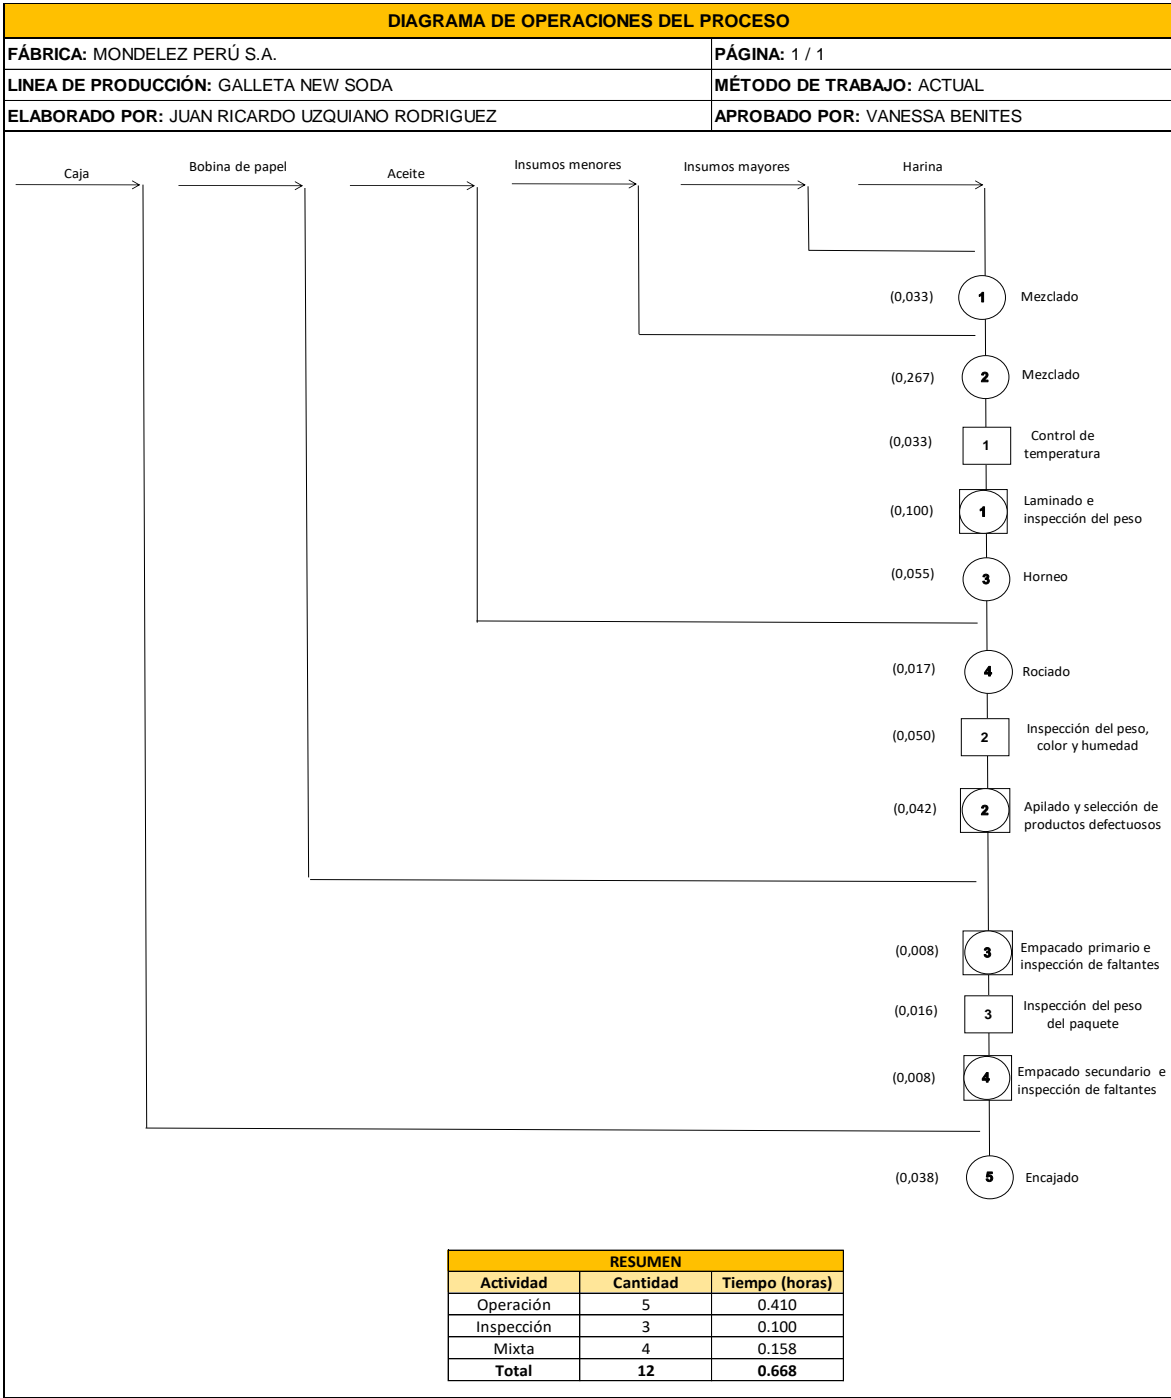 DIAGRAMA DE OPERACIONES DEL PROCESO
FÁBRICA: MONDELEZ PERÚ S.A.
PÁGINA: 1 / 1
LINEA DE PRODUCCIÓN: GALLETA NEW SODA
MÉTODO DE TRABAJO: ACTUAL
ELABORADO POR: JUAN RICARDO UZQUIANO RODRIGUEZ
APROBADO POR: VANESSA BENITES
Caja
Bobina de papel
Aceite
Insumos menores
Insumos mayores
Harina
(0,033) 1 Mezclado
(0,267) 2 Mezclado
(0,033) 1 Control de
temperatura
(0,100) 1 Laminado e
inspección del peso
(0,055) 3 Horneo
(0,017) 4 Rociado
(0,050) 2 Inspección del peso,
color y humedad
(0,042) 2 Apilado y selección de
productos defectuosos
(0,008) 3 Empacado primario e
inspección de faltantes
(0,016) 3 Inspección del peso
del paquete
(0,008) 4 Empacado secundario e
inspección de faltantes
(0,038) 5 Encajado
RESUMEN
Actividad Cantidad Tiempo (horas)
Operación 5 0.410
Inspección 3 0.100
Mixta 4 0.158
Total 12 0.668